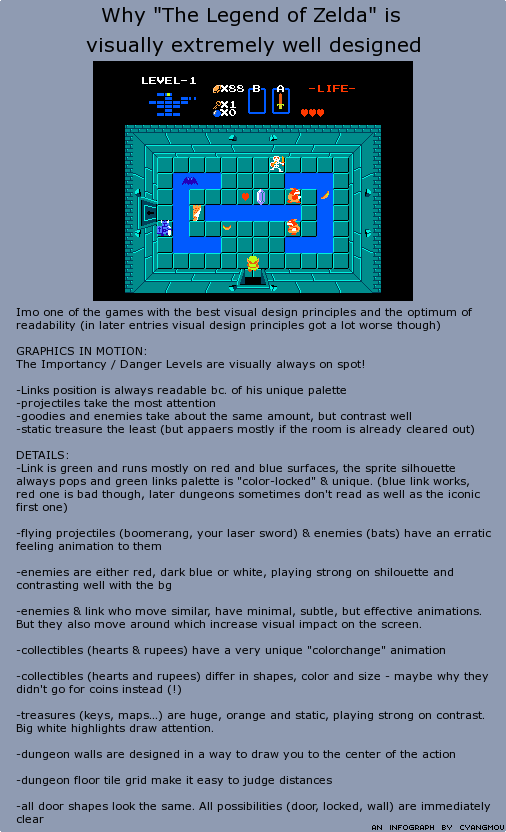 Why "The Legend of Zelda" is
visually extremely well designed
LEVEL-1
X88 B A -LIFE-
X1
X0
Imo one of the games with the best visual design principles and the optimum of
readability (in later entries visual design principles got a lot worse though)
GRAPHICS IN MOTION:
The Importancy / Danger Levels are visually always on spot!
-Links position is always readable bc. of his unique palette
-projectiles take the most attention
-goodies and enemies take about the same amount, but contrast well
-static treasure the least (but appaers mostly if the room is already cleared out)
DETAILS:
-Link is green and runs mostly on red and blue surfaces, the sprite silhouette
always pops and green links palette is "color-locked" & unique. (blue link works,
red one is bad though, later dungeons sometimes don't read as well as the iconic
first one)
-flying projectiles (boomerang, your laser sword) & enemies (bats) have an erratic
feeling animation to them
-enemies are either red, dark blue or white, playing strong on shilouette and
contrasting well with the bg
-enemies & link who move similar, have minimal, subtle, but effective animations.
But they also move around which increase visual impact on the screen.
-collectibles (hearts & rupees) have a very unique "colorchange" animation
-collectibles (hearts and rupees) differ in shapes, color and size - maybe why they
didn't go for coins instead (!)
-treasures (keys, maps...) are huge, orange and static, playing strong on contrast.
Big white highlights draw attention.
-dungeon walls are designed in a way to draw you to the center of the action
-dungeon floor tile grid make it easy to judge distances
-all door shapes look the same. All possibilities (door, locked, wall) are immediately
clear
AN INFOGRAPH BY CYANGMOU